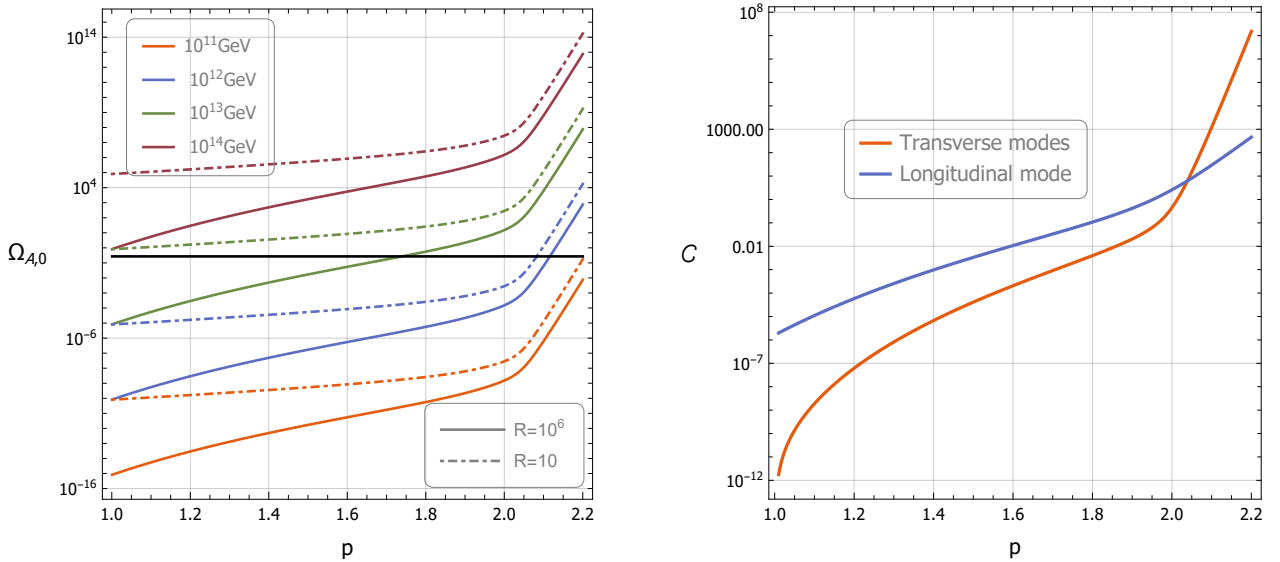 10^14
10^4
10^-6
10^-16
Ω_A,0
10^11GeV
10^12GeV
10^13GeV
10^14GeV
R=10^6
R=10
1.0 1.2 1.4 1.6 1.8 2.0 2.2
p
10^8
1000.00
0.01
10^-7
10^-12
C
Transverse modes
Longitudinal mode
1.0 1.2 1.4 1.6 1.8 2.0 2.2
p